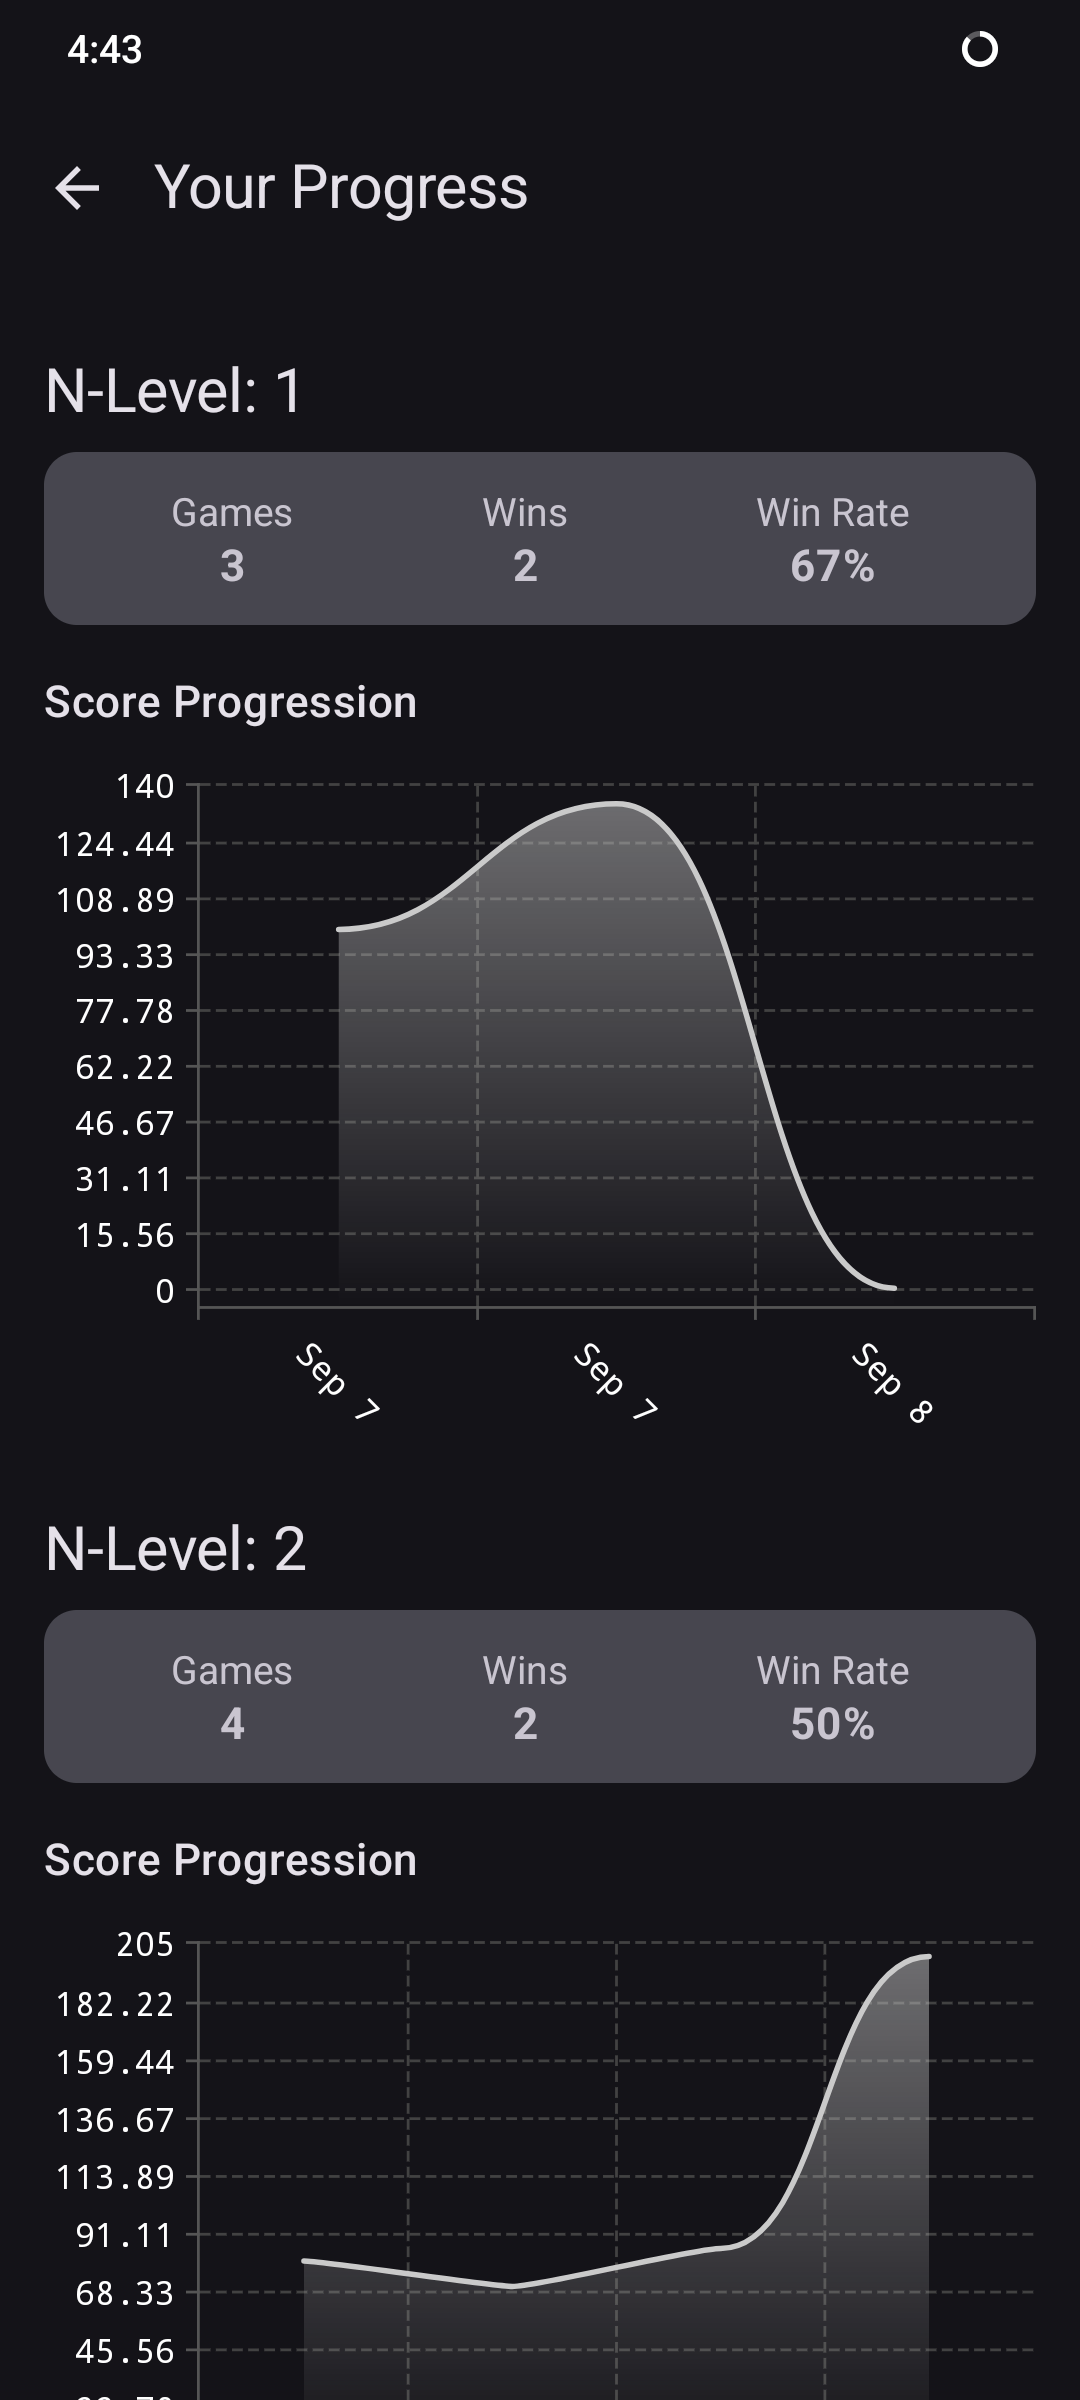 4:43
Your Progress
N-Level: 1
Games Wins Win Rate
3 2 67%
Score Progression
140
124.44
108.89
93.33
77.78
62.22
46.67
31.11
15.56
0
Sep 7 Sep 7 Sep 8
N-Level: 2
Games Wins Win Rate
4 2 50%
Score Progression
205
182.22
159.44
136.67
113.89
91.11
68.33
45.56